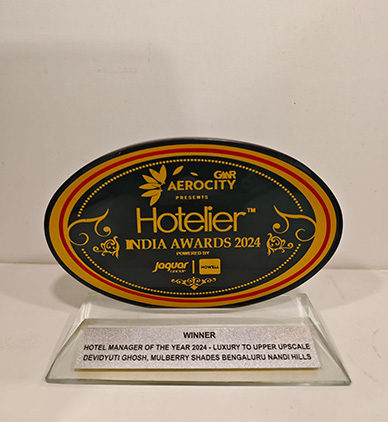 GMR
AEROCITY
PRESENTS
Hotelier™
INDIA AWARDS 2024
POWERED BY
Jaquar GROUP | HOWELL
WINNER
HOTEL MANAGER OF THE YEAR 2024 - LUXURY TO UPPER UPSCALE
DEVIDYUTI GHOSH, MULBERRY SHADES BENGALURU NANDI HILLS